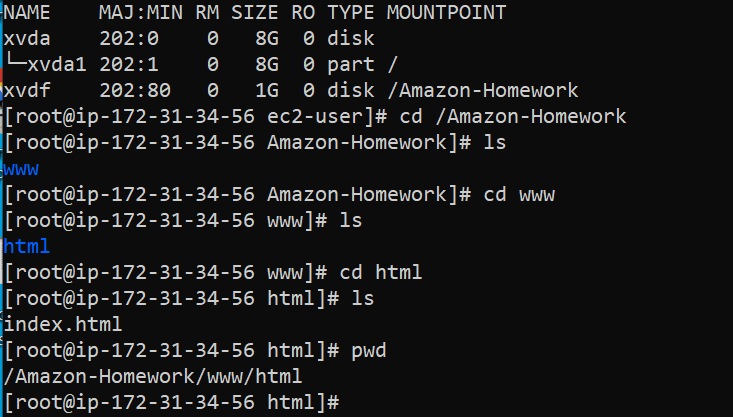 NAME    MAJ:MIN RM SIZE RO TYPE MOUNTPOINT
xvda    202:0    0   8G  0 disk
└─xvda1 202:1    0   8G  0 part /
xvdf    202:80   0   1G  0 disk /Amazon-Homework
[root@ip-172-31-34-56 ec2-user]# cd /Amazon-Homework
[root@ip-172-31-34-56 Amazon-Homework]# ls
www
[root@ip-172-31-34-56 Amazon-Homework]# cd www
[root@ip-172-31-34-56 www]# ls
html
[root@ip-172-31-34-56 www]# cd html
[root@ip-172-31-34-56 html]# ls
index.html
[root@ip-172-31-34-56 html]# pwd
/Amazon-Homework/www/html
[root@ip-172-31-34-56 html]#